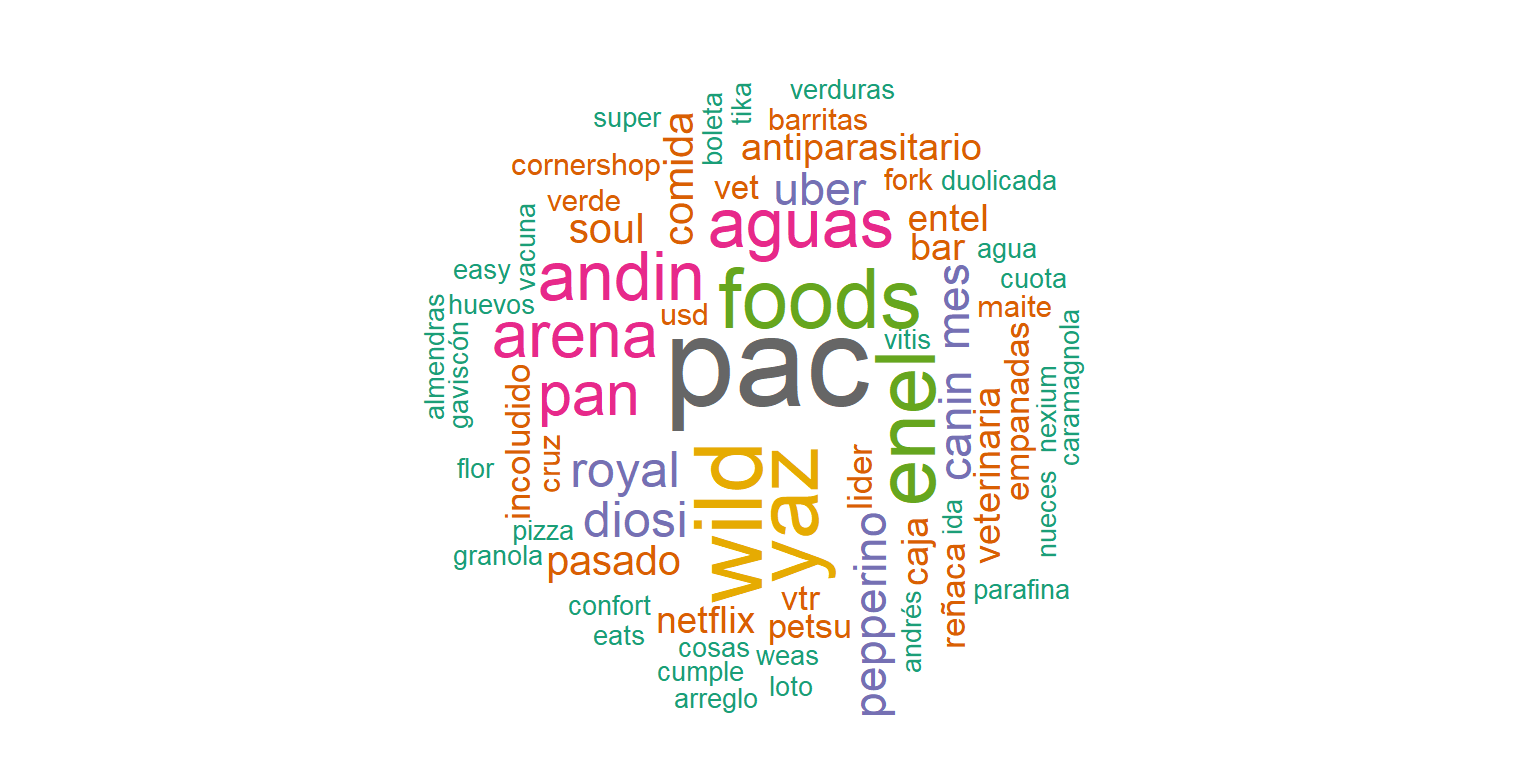 verduras
tika
super
boleta
barritas
comida
antiparasitario
cornershop
vet
uber
fork
duolicada
verde
soul
aguas
entel
vacuna
bar
agua
easy
andin
foods
mes
cuota
huevos
usd
maite
almendras
gaviscón
arena
pac
vitis
empanadas
caramagnola
pan
enel
canin
nexium
incoludido
veterinaria
cruz
flor
royal
wild
yaz
lider
nueces
diosi
pepperino
caja
ida
pizza
granola
pasado
reñaca
parafina
confort
vtr
andrés
netflix
petsu
eats
cosas
weas
cumple
loto
arreglo